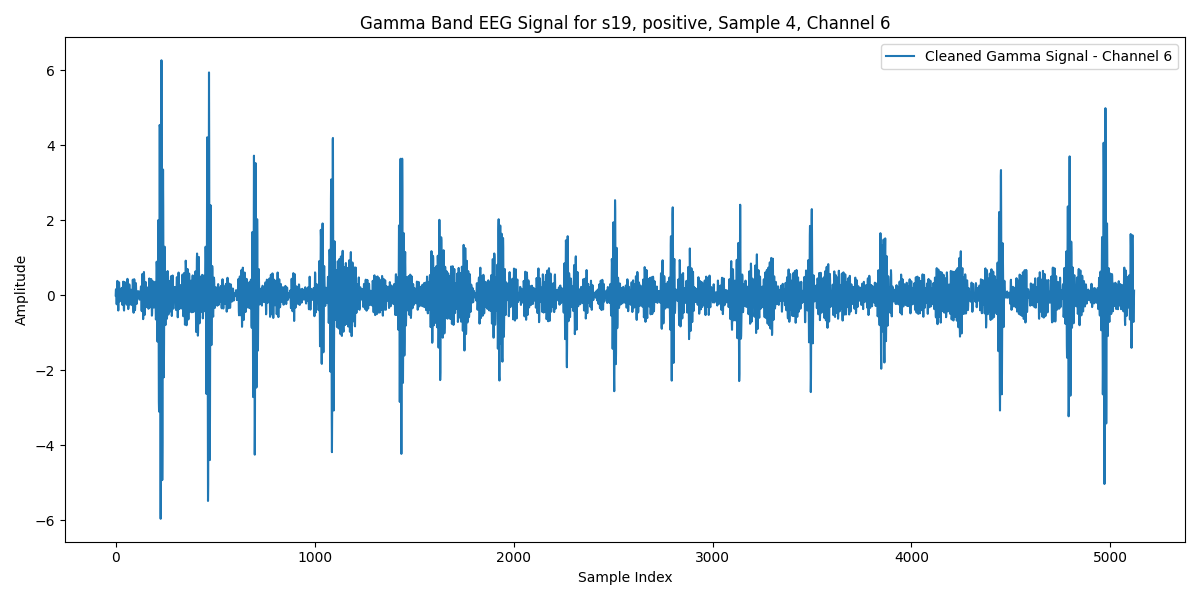 Gamma Band EEG Signal for s19, positive, Sample 4, Channel 6
Cleaned Gamma Signal - Channel 6
Amplitude
6
4
2
0
−2
−4
−6
0 1000 2000 3000 4000 5000
Sample Index